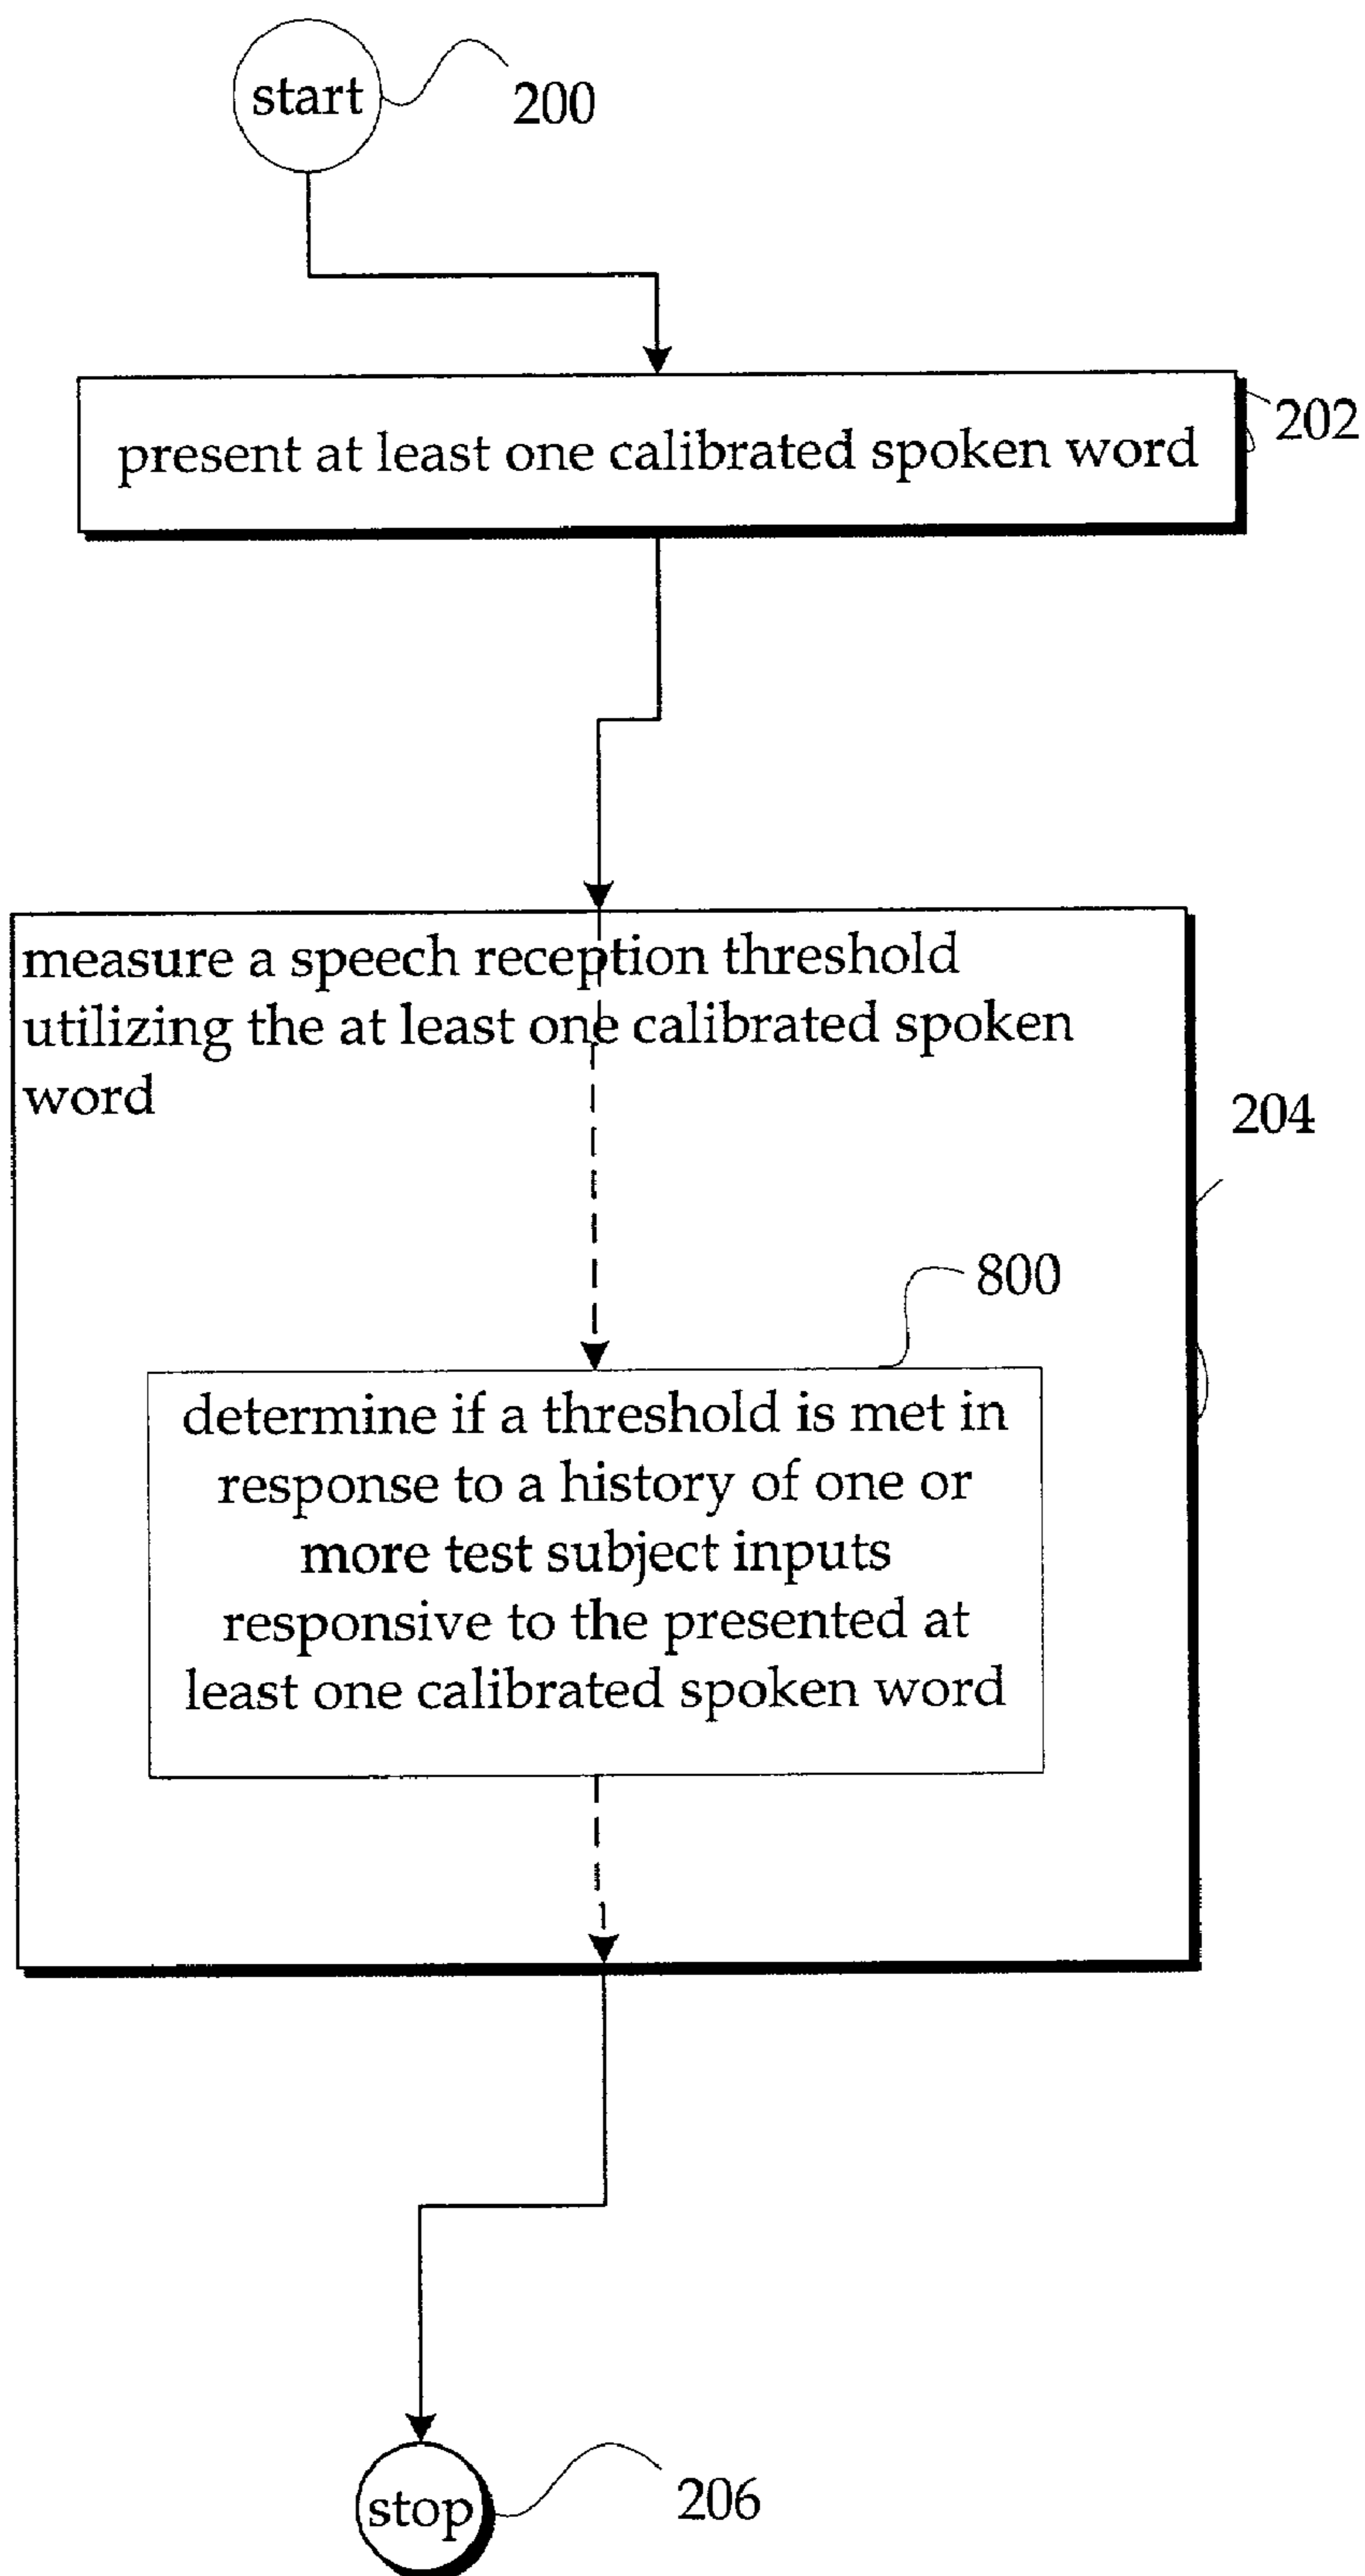 start
200
present at least one calibrated spoken word
202
measure a speech reception threshold
utilizing the at least one calibrated spoken
word
204
800
determine if a threshold is met in
response to a history of one or
more test subject inputs
responsive to the presented at
least one calibrated spoken word
stop
206